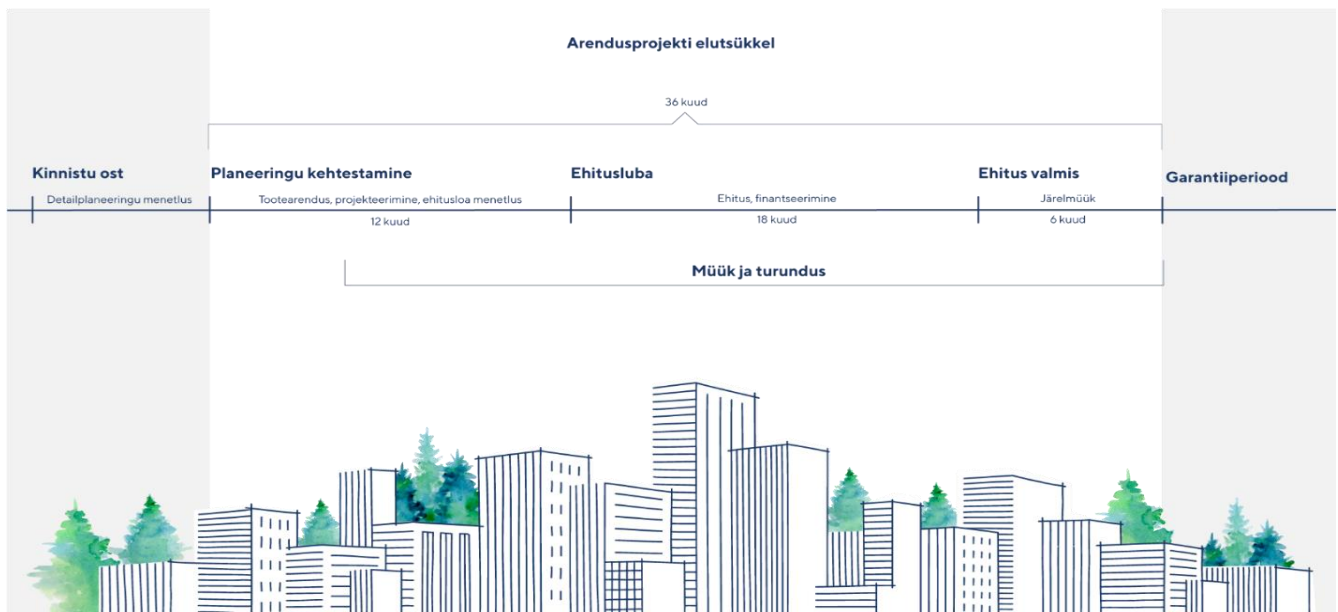 Arendusprojekti elutsükkel
36 kuud
Kinnistu ost
Planeeringu kehtestamine
Ehitusluba
Ehitus valmis
Garantiiperiood
Detailplaneeringu menetlus
Tootearendus, projekteerimine, ehitusloa menetlus
Ehitus, finantseerimine
Järelmüük
12 kuud
18 kuud
6 kuud
Müük ja turundus